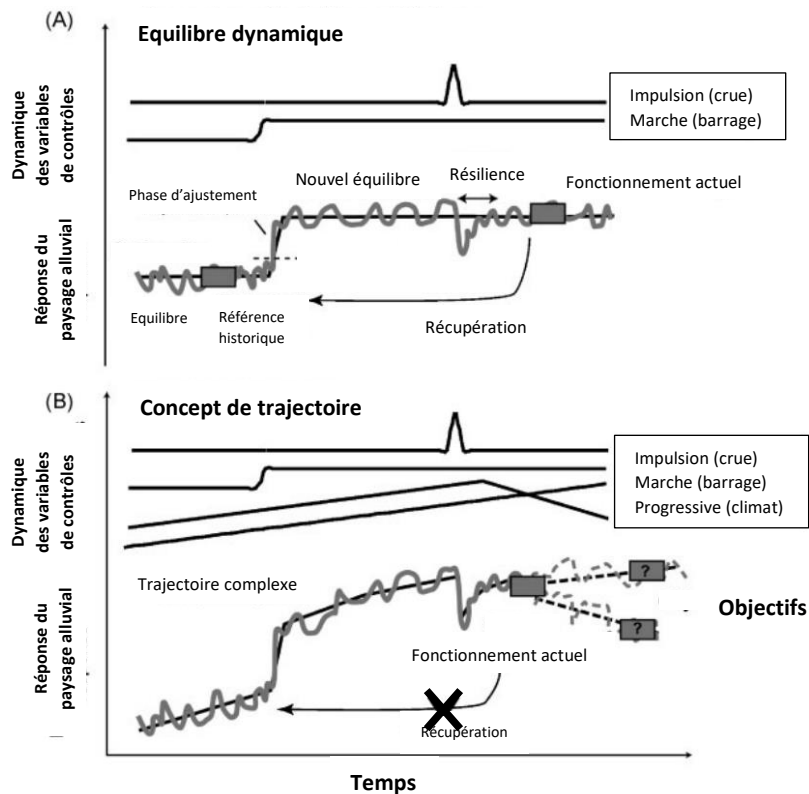 (A)
Equilibre dynamique
Dynamique
des variables
de contrôles
Impulsion (crue)
Marche (barrage)
Phase d'ajustement
Nouvel équilibre
Résilience
Fonctionnement actuel
Réponse du
paysage alluvial
Equilibre
Référence
historique
Récupération
(B)
Concept de trajectoire
Dynamique
des variables
de contrôles
Impulsion (crue)
Marche (barrage)
Progressive (climat)
Trajectoire complexe
?
?
Objectifs
Réponse du
paysage alluvial
Fonctionnement actuel
Récupération
Temps